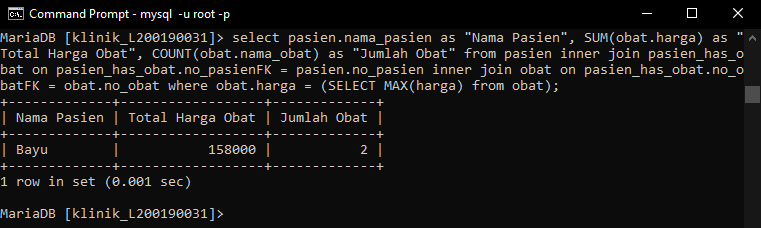 Command Prompt - mysql -u root -p
MariaDB [klinik_L200190031]> select pasien.nama_pasien as "Nama Pasien", SUM(obat.harga) as "
Total Harga Obat", COUNT(obat.nama_obat) as "Jumlah Obat" from pasien inner join pasien_has_o
bat on pasien_has_obat.no_pasienFK = pasien.no_pasien inner join obat on pasien_has_obat.no_o
batFK = obat.no_obat where obat.harga = (SELECT MAX(harga) from obat);
+-------------+------------------+-------------+
| Nama Pasien | Total Harga Obat | Jumlah Obat |
+-------------+------------------+-------------+
| Bayu        |           158000 |           2 |
+-------------+------------------+-------------+
1 row in set (0.001 sec)
MariaDB [klinik_L200190031]>